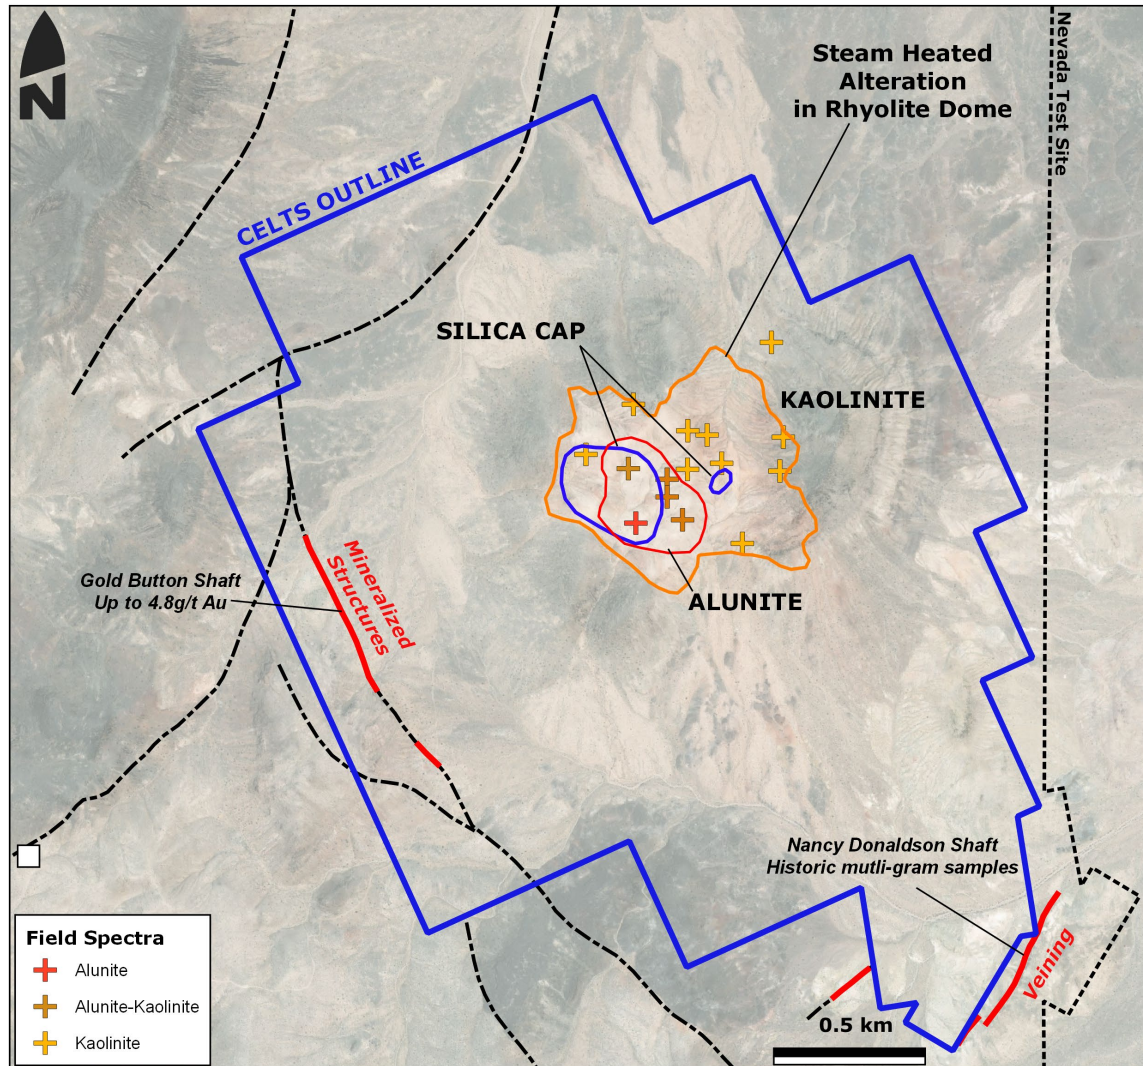 N
Steam Heated
Alteration
in Rhyolite Dome
Nevada Test Site
CELTS OUTLINE
SILICA CAP
KAOLINITE
ALUNITE
Mineralized
Structures
Gold Button Shaft
Up to 4.8g/t Au
Nancy Donaldson Shaft
Historic mutli-gram samples
Veining
0.5 km
Field Spectra
Alunite
Alunite-Kaolinite
Kaolinite